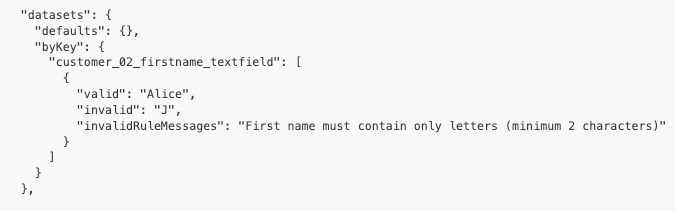 "datasets": {
  "defaults": {},
  "byKey": {
    "customer_02_firstname_textfield": [
      {
        "valid": "Alice",
        "invalid": "J",
        "invalidRuleMessages": "First name must contain only letters (minimum 2 characters)"
      }
    ]
  }
},